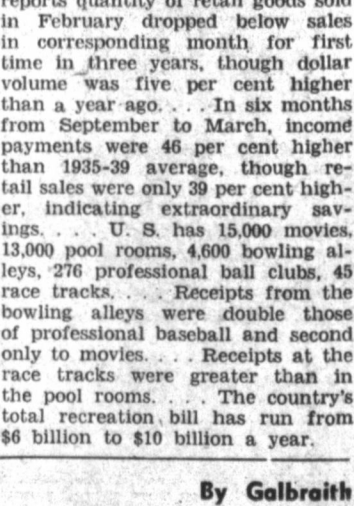 reports quantity of retail goods sold
in February dropped below sales
in corresponding month for first
time in three years, though dollar
volume was five per cent higher
than a year ago. . . . In six months
from September to March, income
payments were 46 per cent higher
than 1935-39 average, though re-
tail sales were only 39 per cent high-
er, indicating extraordinary sav-
ings. . . . U. S. has 15,000 movies,
13,000 pool rooms, 4,600 bowling al-
leys, 276 professional ball clubs, 45
race tracks. . . . Receipts from the
bowling alleys were double those
of professional baseball and second
only to movies. . . . Receipts at the
race tracks were greater than in
the pool rooms. . . . The country's
total recreation bill has run from
$6 billion to $10 billion a year.
By Galbraith